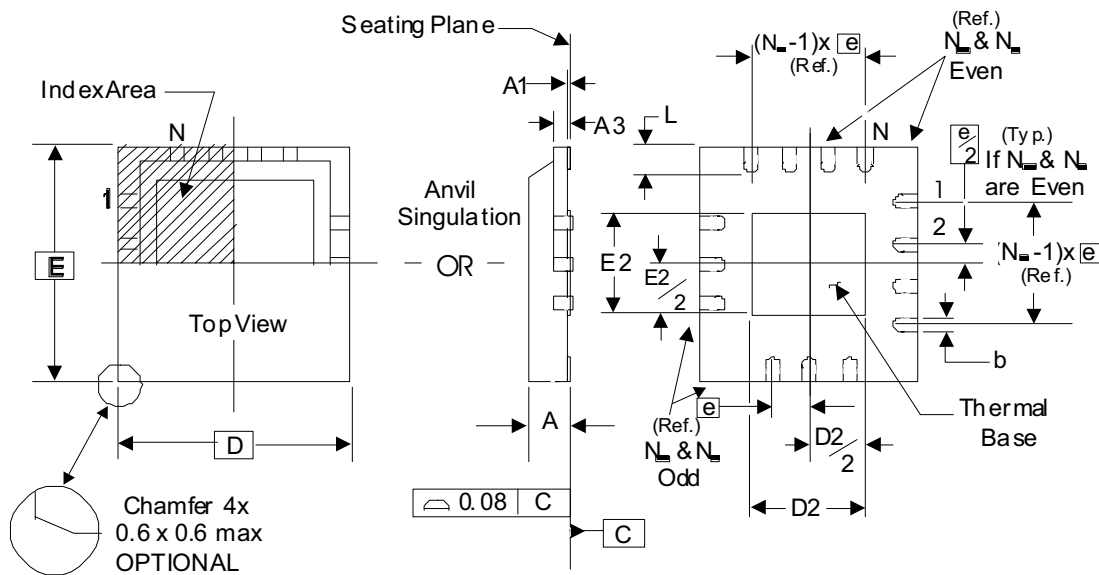 Seating Plane
Index Area
N
1
E
Top View
D
Chamfer 4x
0.6 x 0.6 max
OPTIONAL
A1
A3
L
Anvil
Singulation
OR
A
0.08 C
C
(Ref.)
N & N
Even
(N -1)x e
(Ref.)
N
e
2
(Typ.)
If N & N
are Even
1
2
(N -1)x e
(Ref.)
E2
E2
2
b
e
(Ref.)
N & N
Odd
D2
2
D2
Thermal
Base